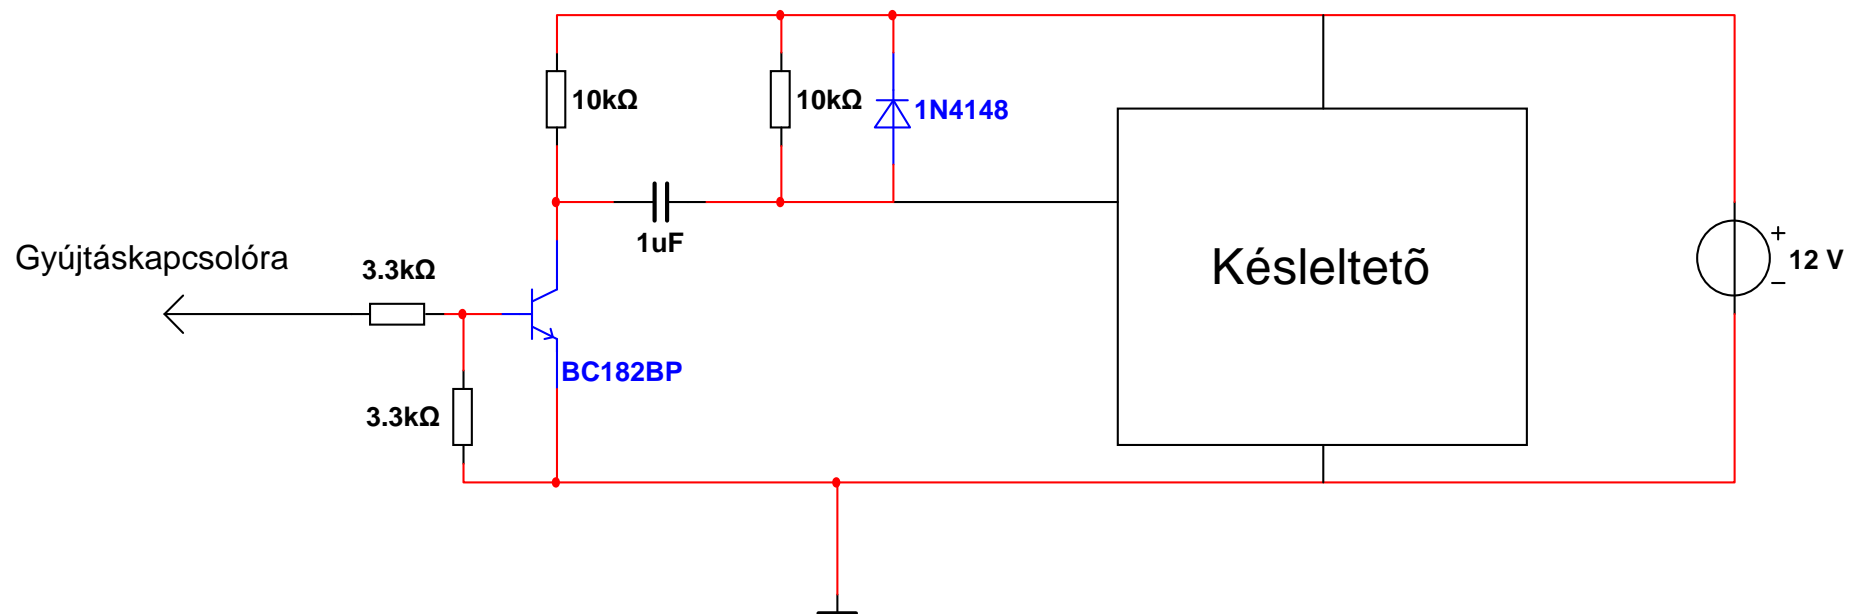 10kΩ
10kΩ
1N4148
1uF
Gyújtáskapcsolóra
3.3kΩ
Késleltetõ
+
12 V
−
BC182BP
3.3kΩ